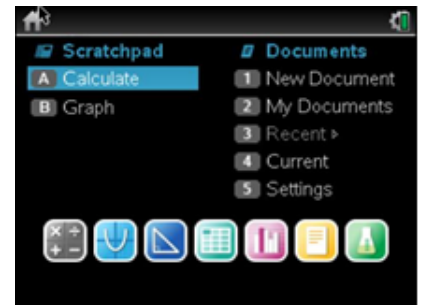 Scratchpad
A Calculate
B Graph
Documents
1 New Document
2 My Documents
3 Recent ▸
4 Current
5 Settings